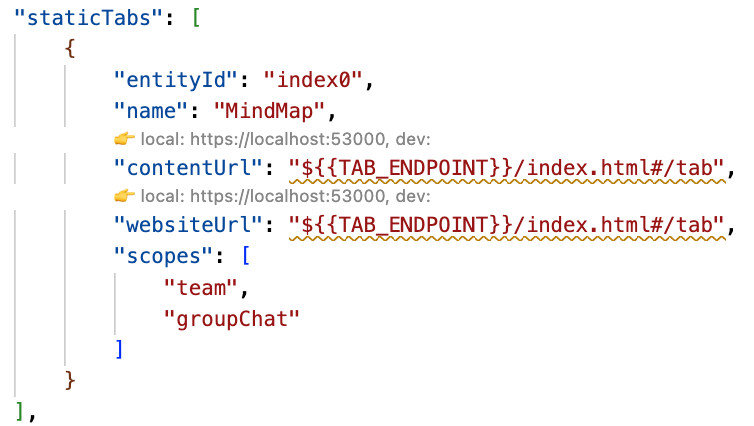 "staticTabs": [
{
"entityId": "index0",
"name": "MindMap",
👉 local: https://localhost:53000, dev:
"contentUrl": "${{TAB_ENDPOINT}}/index.html#/tab",
👉 local: https://localhost:53000, dev:
"websiteUrl": "${{TAB_ENDPOINT}}/index.html#/tab",
"scopes": [
"team",
"groupChat"
]
}
],